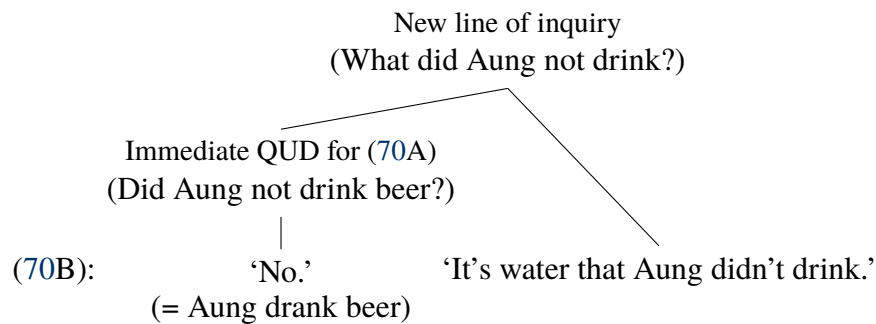 New line of inquiry
(What did Aung not drink?)
Immediate QUD for (70A)
(Did Aung not drink beer?)
(70B): ‘No.’ ‘It's water that Aung didn't drink.’
(= Aung drank beer)